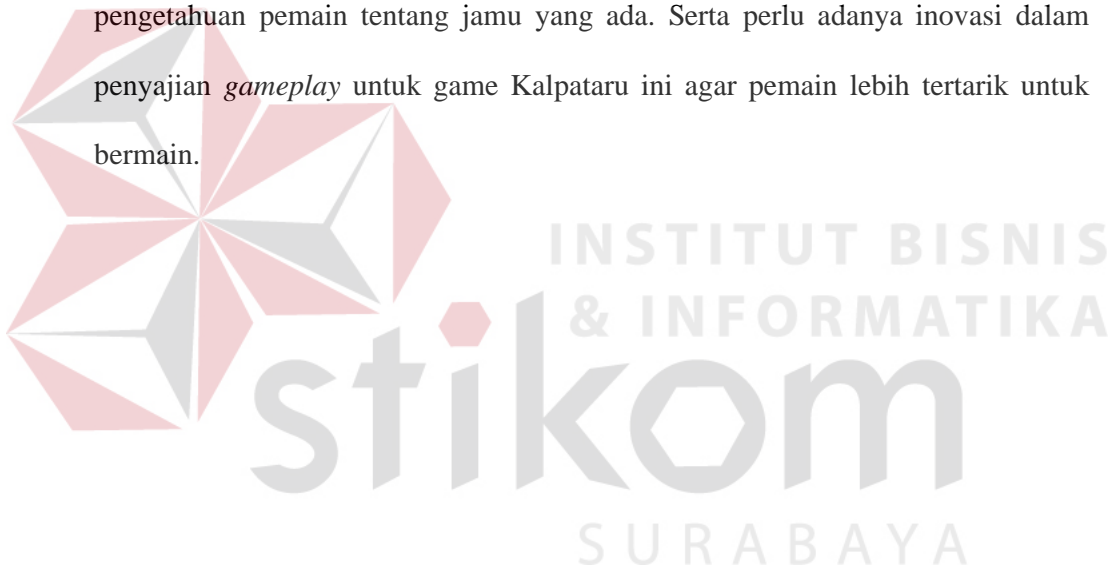 pengetahuan pemain tentang jamu yang ada. Serta perlu adanya inovasi dalam
penyajian gameplay untuk game Kalpataru ini agar pemain lebih tertarik untuk
bermain.
INSTITUT BISNIS
& INFORMATIKA
stikom
SURABAYA